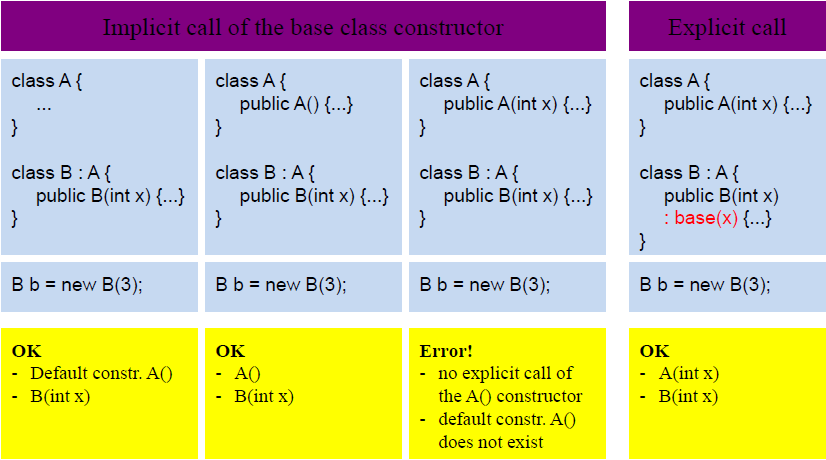 Implicit call of the base class constructor
Explicit call
class A {
...
}
class B : A {
public B(int x) {...}
}
class A {
public A() {...}
}
class B : A {
public B(int x) {...}
}
class A {
public A(int x) {...}
}
class B : A {
public B(int x) {...}
}
class A {
public A(int x) {...}
}
class B : A {
public B(int x)
: base(x) {...}
}
B b = new B(3);
B b = new B(3);
B b = new B(3);
B b = new B(3);
OK
- Default constr. A()
- B(int x)
OK
- A()
- B(int x)
Error!
- no explicit call of
the A() constructor
- default constr. A()
does not exist
OK
- A(int x)
- B(int x)